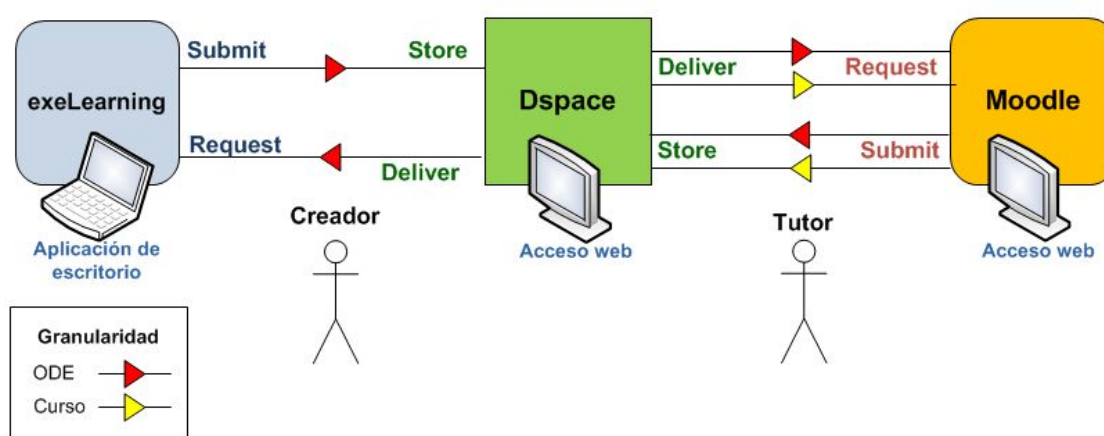 Submit
Store
exeLearning
Request
Deliver
Aplicación de
escritorio
Creador
Dspace
Acceso web
Deliver
Request
Store
Submit
Tutor
Moodle
Acceso web
Granularidad
ODE
Curso